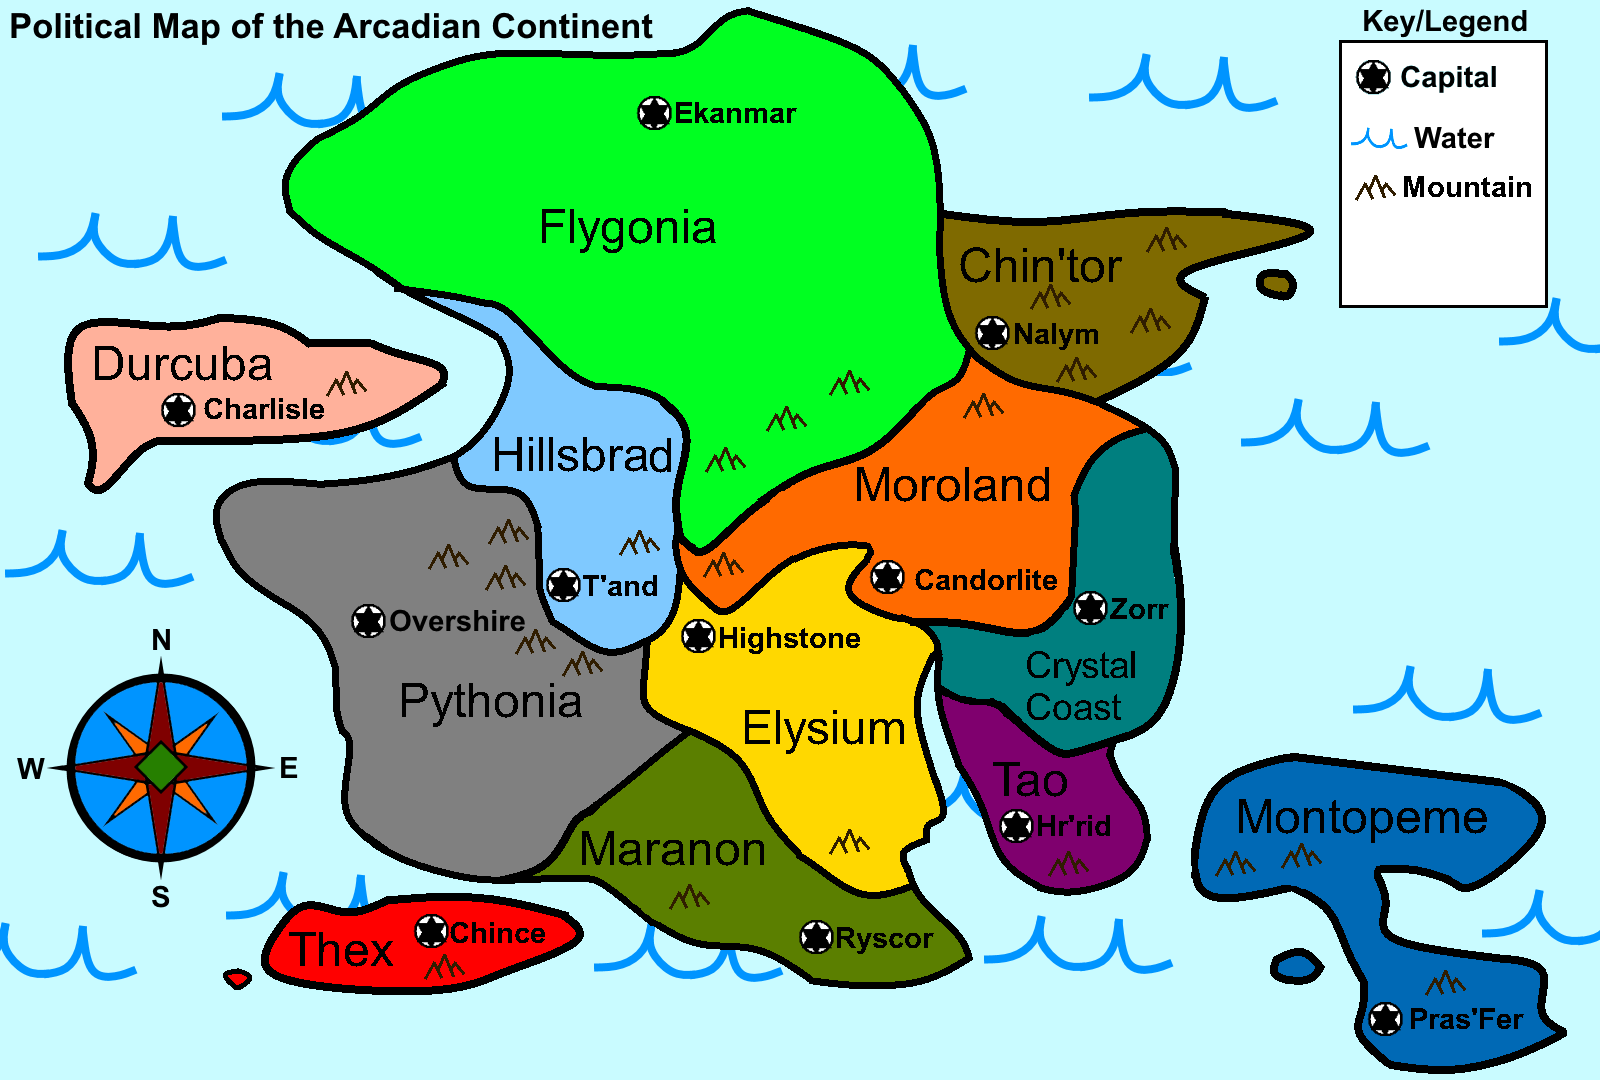 Political Map of the Arcadian Continent
Key/Legend
Capital
Water
Mountain
Ekanmar
Flygonia
Chin'tor
Nalym
Durcuba
Charlisle
Hillsbrad
T'and
Moroland
Candorlite
Overshire
Pythonia
Highstone
Elysium
Zorr
Crystal
Coast
Tao
Hr'rid
Maranon
Ryscor
Thex
Chince
Montopeme
Pras'Fer
N
W
E
S